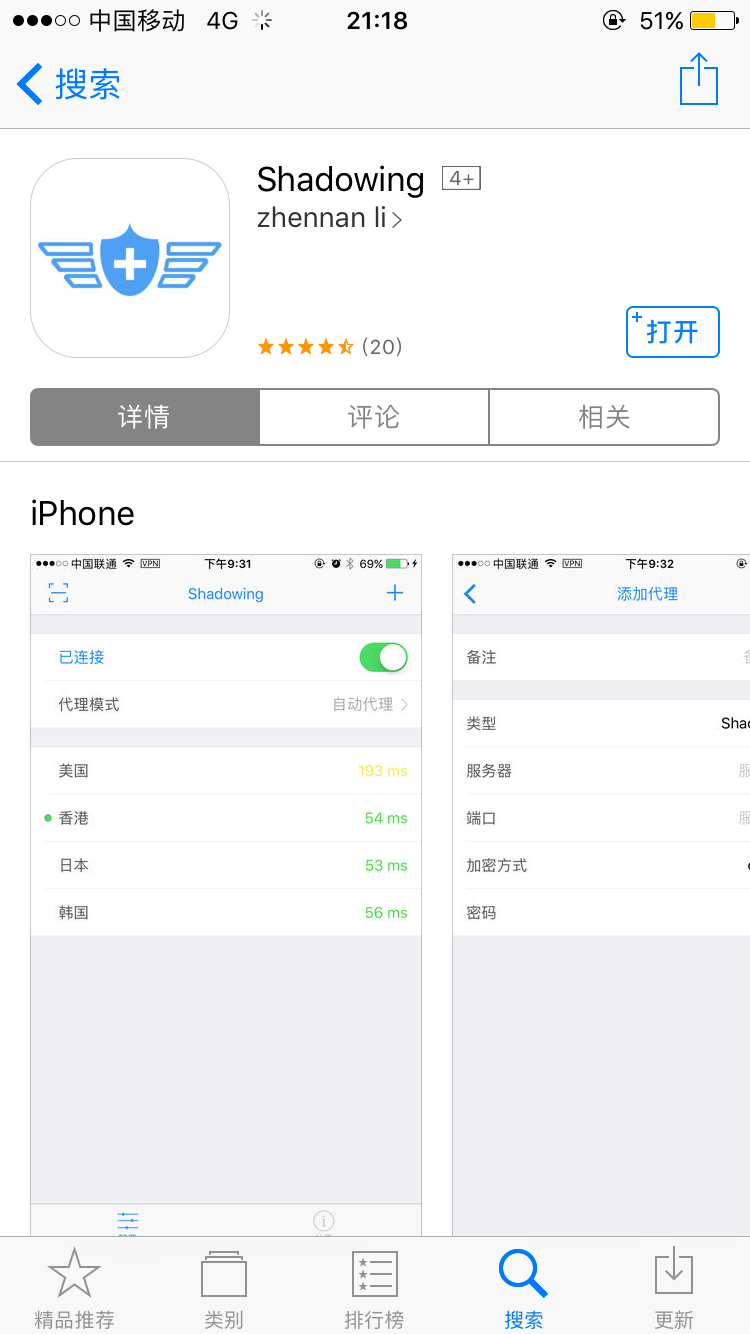 中国移动 4G 21:18 51%
搜索
Shadowing 4+
zhennan li
(20)
打开
详情 评论 相关
iPhone
中国联通 VPN 下午9:31 69%
Shadowing
已连接
代理模式 自动代理
美国 193 ms
香港 54 ms
日本 53 ms
韩国 56 ms
中国联通 VPN 下午9:32
添加代理
备注
类型 Shad
服务器 服
端口 服
加密方式
密码
精品推荐 类别 排行榜 搜索 更新